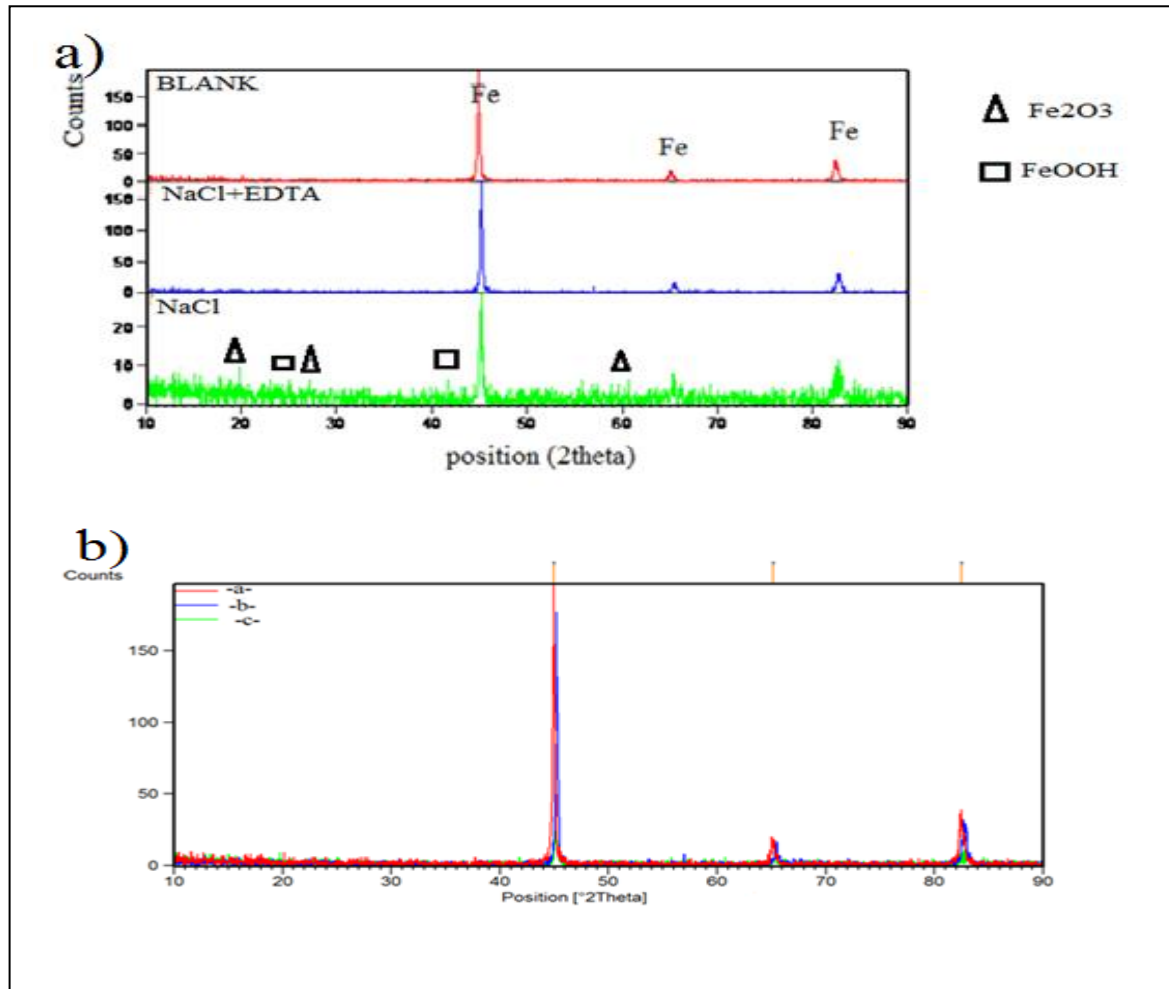 a)
BLANK
Fe
Fe
Fe
Counts
150
100
50
0
NaCl+EDTA
150
100
50
0
NaCl
20
10
0
10 20 30 40 50 60 70 80 90
position (2theta)
Fe2O3
FeOOH
b)
Counts
-a-
-b-
-c-
150
100
50
0
10 20 30 40 50 60 70 80 90
Position [°2Theta]